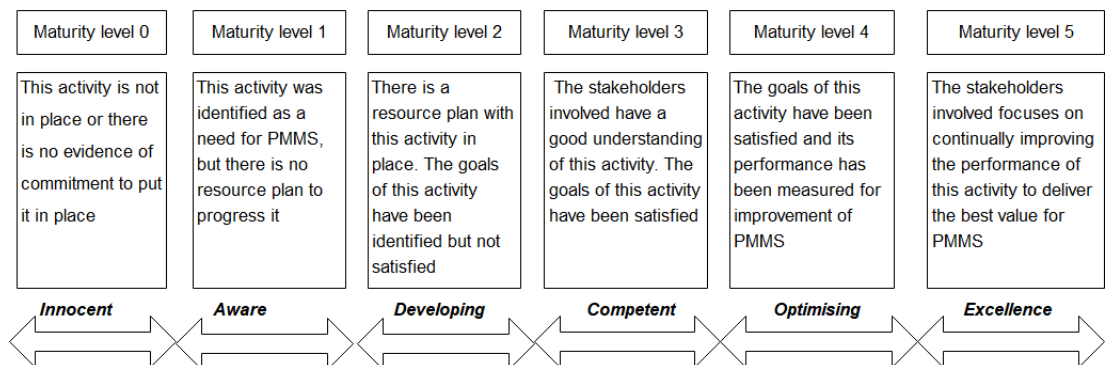 Maturity level 0
Maturity level 1
Maturity level 2
Maturity level 3
Maturity level 4
Maturity level 5
This activity is not
in place or there
is no evidence of
commitment to put
it in place
This activity was
identified as a
need for PMMS,
but there is no
resource plan to
progress it
There is a
resource plan with
this activity in
place. The goals
of this activity
have been
identified but not
satisfied
The stakeholders
involved have a
good understanding
of this activity. The
goals of this activity
have been satisfied
The goals of this
activity have been
satisfied and its
performance has
been measured for
improvement of
PMMS
The stakeholders
involved focuses on
continually improving
the performance of
this activity to deliver
the best value for
PMMS
Innocent
Aware
Developing
Competent
Optimising
Excellence